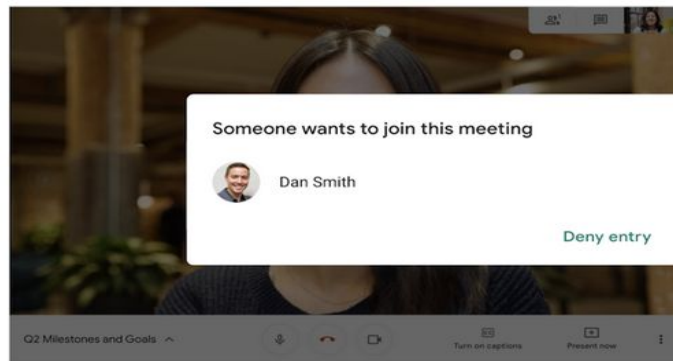 Someone wants to join this meeting
Dan Smith
Deny entry
Q2 Milestones and Goals
Turn on captions
Present now